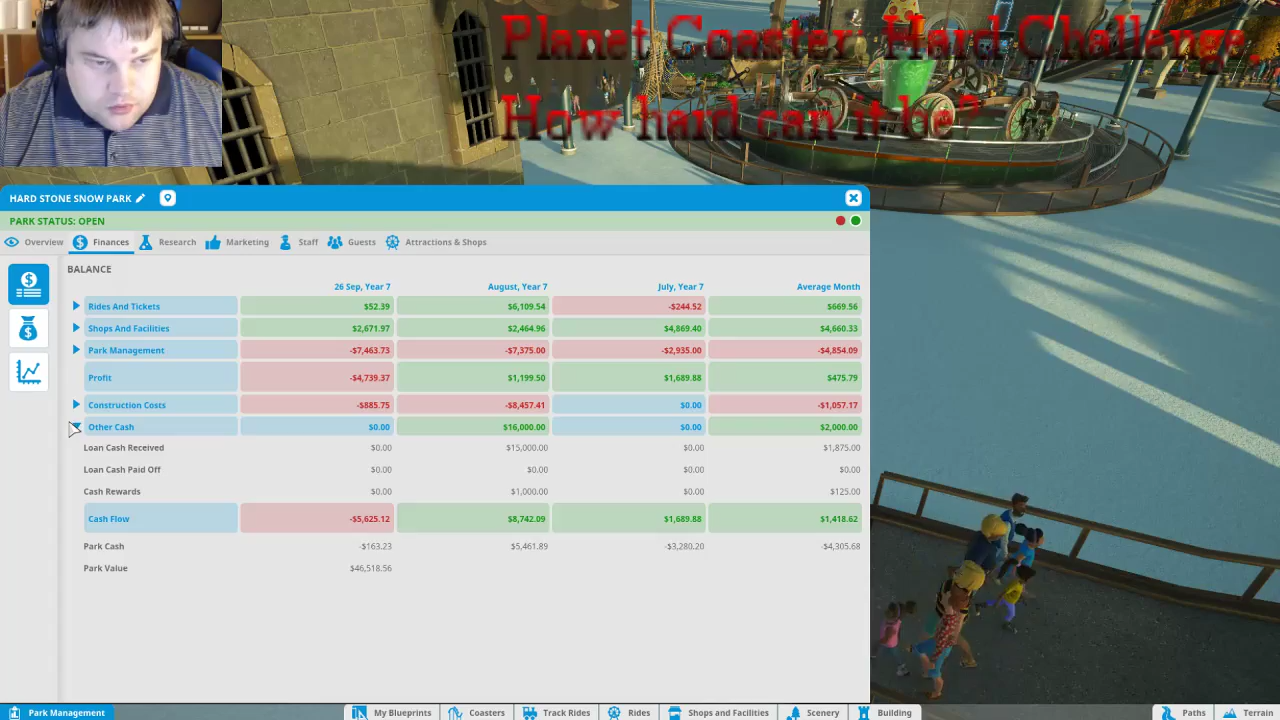 Planet Coaster: Hard Challenge.
How hard can it be?
HARD STONE SNOW PARK
PARK STATUS: OPEN
Overview Finances Research Marketing Staff Guests Attractions & Shops
BALANCE
26 Sep, Year 7 August, Year 7 July, Year 7 Average Month
Rides And Tickets $52.39 $6,109.54 -$244.52 $669.56
Shops And Facilities $2,671.97 $2,464.96 $4,869.40 $4,660.33
Park Management -$7,463.73 -$7,375.00 -$2,935.00 -$4,854.09
Profit -$4,739.37 $1,199.50 $1,689.88 $475.79
Construction Costs -$885.75 -$8,457.41 $0.00 -$1,057.17
Other Cash $0.00 $16,000.00 $0.00 $2,000.00
Loan Cash Received $0.00 $15,000.00 $0.00 $1,875.00
Loan Cash Paid Off $0.00 $0.00 $0.00 $0.00
Cash Rewards $0.00 $1,000.00 $0.00 $125.00
Cash Flow -$5,625.12 $8,742.09 $1,689.88 $1,418.62
Park Cash -$163.23 $5,461.89 -$3,280.20 -$4,305.68
Park Value $46,518.56
Park Management My Blueprints Coasters Track Rides Rides Shops and Facilities Scenery Building Paths Terrain